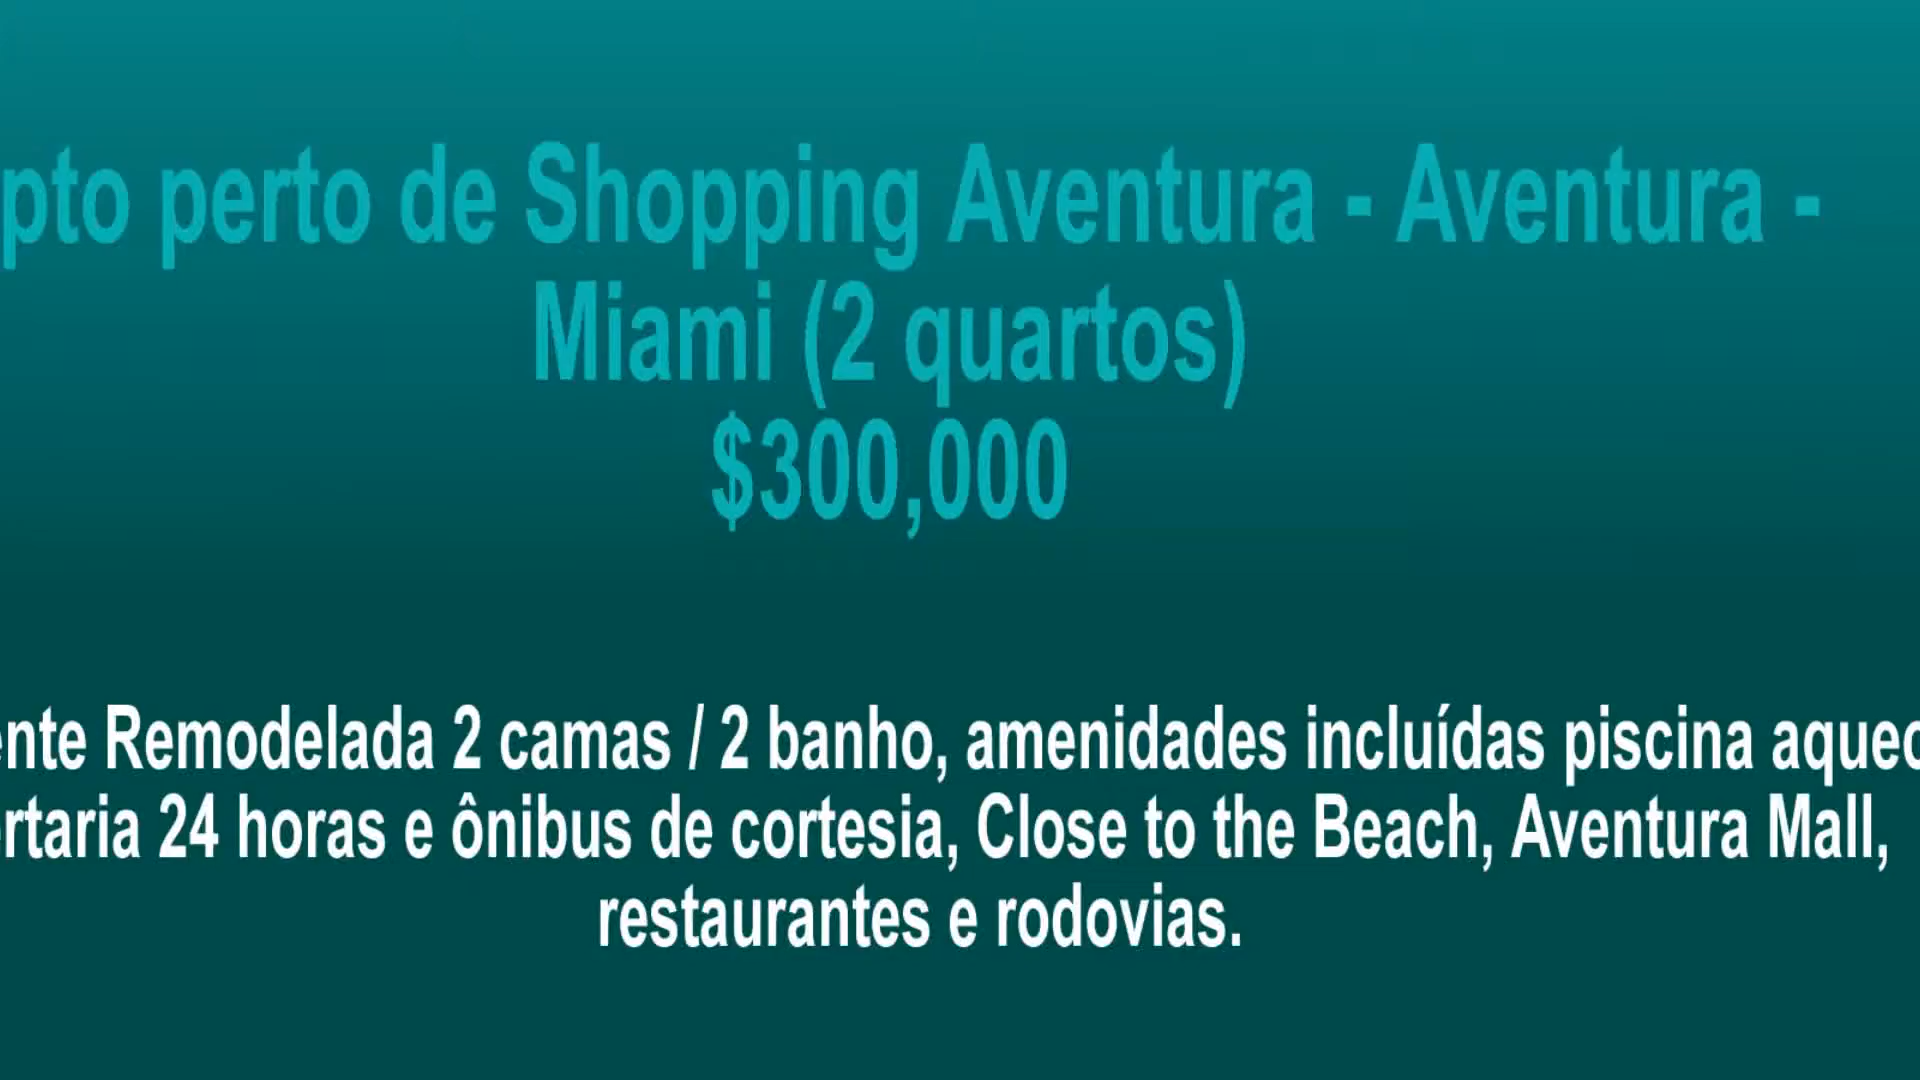 pto perto de Shopping Aventura - Aventura -
Miami (2 quartos)
$300,000
ente Remodelada 2 camas / 2 banho, amenidades incluídas piscina aquec
rtaria 24 horas e ônibus de cortesia, Close to the Beach, Aventura Mall,
restaurantes e rodovias.